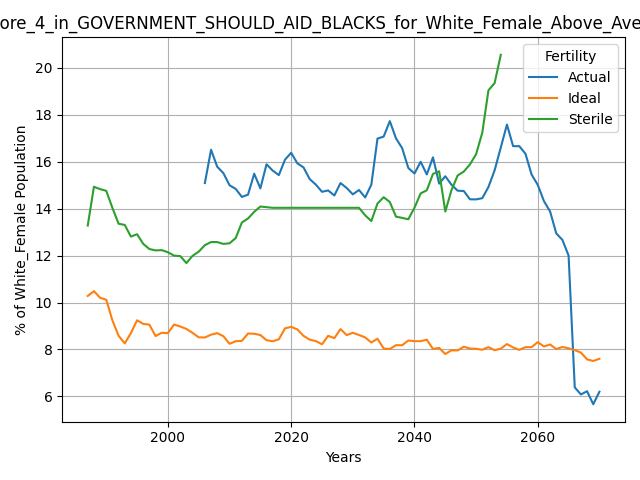 ore_4_in_GOVERNMENT_SHOULD_AID_BLACKS_for_White_Female_Above_Ave
% of White_Female Population
20
18
16
14
12
10
8
6
Fertility
Actual
Ideal
Sterile
2000
2020
2040
2060
Years